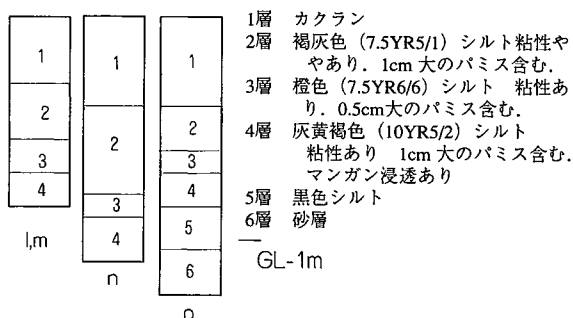 1層　カクラン
2層　褐灰色（7.5YR5/1）シルト粘性や
やあり．1cm 大のパミス含む．
3層　橙色（7.5YR6/6）シルト　粘性あ
り．0.5cm大のパミス含む．
4層　灰黄褐色（10YR5/2）シルト
粘性あり　1cm 大のパミス含む．
マンガン浸透あり
5層　黒色シルト
6層　砂層
GL-1m
1
2
3
4
l,m
1
2
3
4
n
1
2
3
4
5
6
o